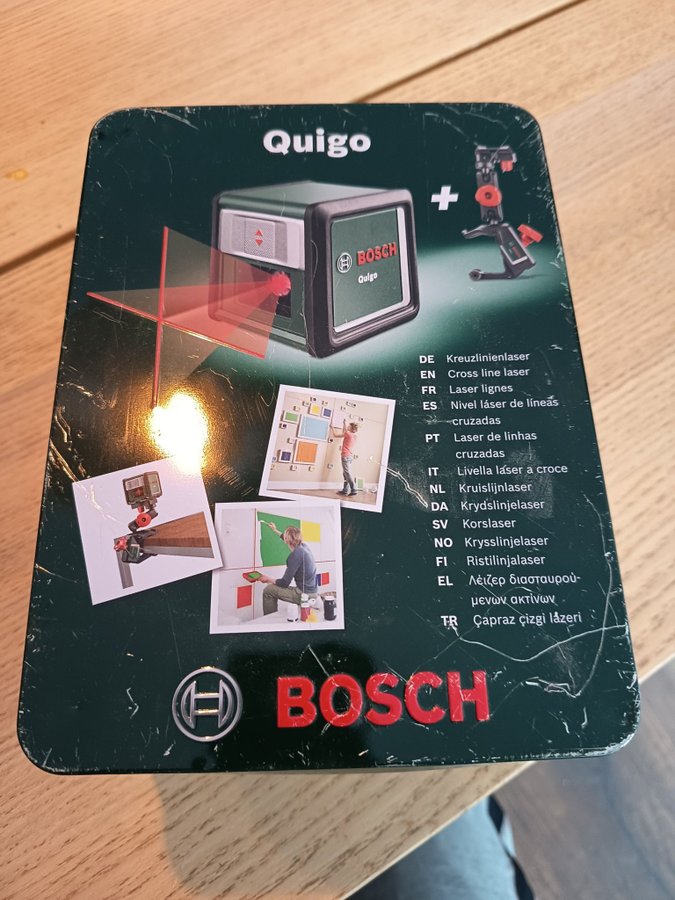 Quigo
+
BOSCH
Quigo
DE Kreuzlinienlaser
EN Cross line laser
FR Laser lignes
ES Nivel láser de líneas
cruzadas
PT Laser de linhas
cruzadas
IT Livella laser a croce
NL Kruislijnlaser
DA Krydslinjelaser
SV Korslaser
NO Krysslinjelaser
FI Ristilinjalaser
EL Λέιζερ διασταυρού-
μενων ακτίνων
TR Çapraz çizgi lazeri
BOSCH